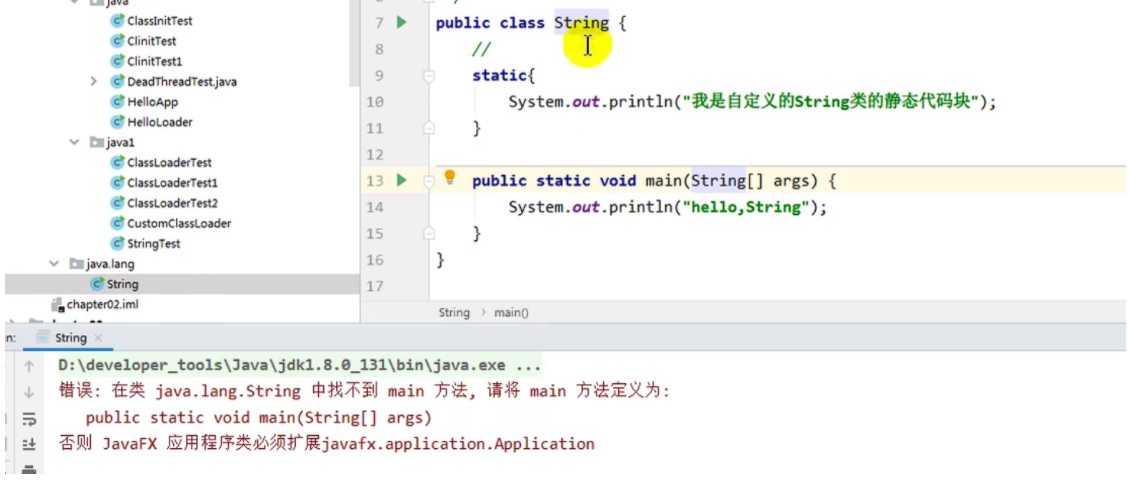 java
ClassInitTest
ClinitTest
ClinitTest1
DeadThreadTest.java
HelloApp
HelloLoader
java1
ClassLoaderTest
ClassLoaderTest1
ClassLoaderTest2
CustomClassLoader
StringTest
java.lang
String
chapter02.iml
7 public class String {
8 //
9 static{
10 System.out.println("我是自定义的String类的静态代码块");
11 }
12
13 public static void main(String[] args) {
14 System.out.println("hello,String");
15 }
16 }
17
String > main()
n: String ×
D:\developer_tools\Java\jdk1.8.0_131\bin\java.exe ...
错误: 在类 java.lang.String 中找不到 main 方法, 请将 main 方法定义为:
public static void main(String[] args)
否则 JavaFX 应用程序类必须扩展javafx.application.Application